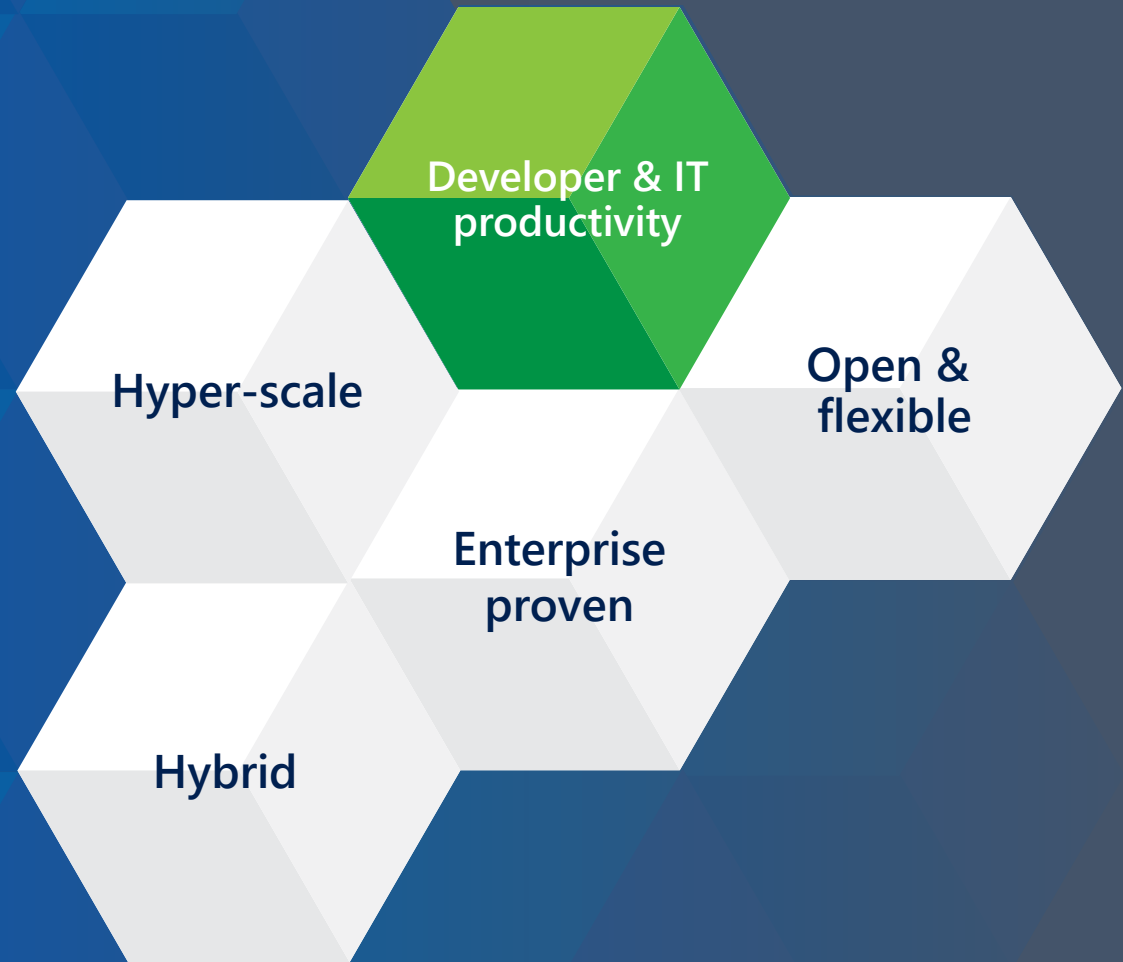 Developer & IT
productivity
Hyper-scale
Open &
flexible
Enterprise
proven
Hybrid